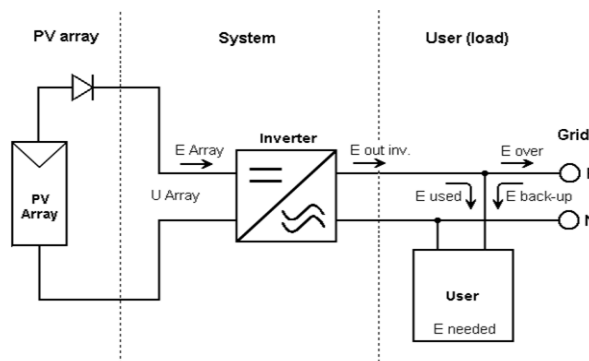 PV array
System
User (load)
Grid
E Array
Inverter
E out inv.
E over
PV
Array
U Array
E used
E back-up
N
User
E needed